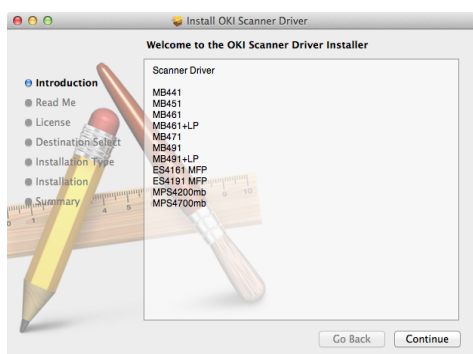 Install OKI Scanner Driver
Welcome to the OKI Scanner Driver Installer
Introduction
Read Me
License
Destination Select
Installation Type
Installation
Summary
Scanner Driver
MB441
MB451
MB461
MB461+LP
MB471
MB491
MB491+LP
ES4161 MFP
ES4191 MFP
MPS4200mb
MPS4700mb
Go Back
Continue